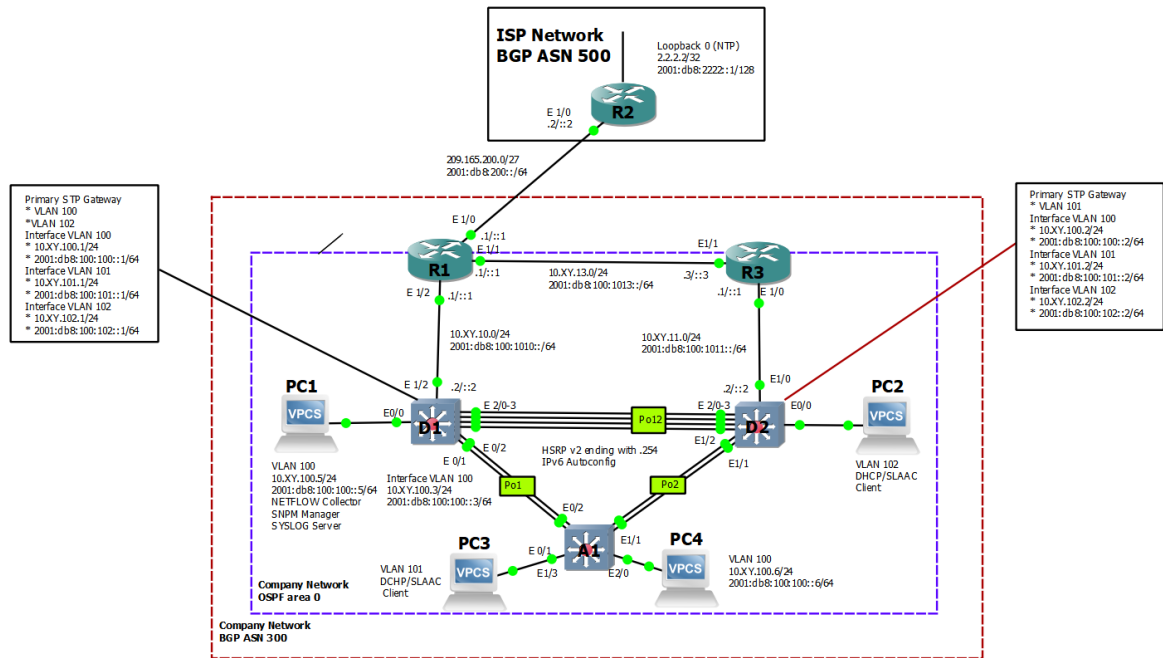 ISP Network
BGP ASN 500
Loopback 0 (NTP)
2.2.2.2/32
2001:db8:2222::1/128
E 1/0
.2/::2
R2
209.165.200.0/27
2001:db8:200::/64
Primary STP Gateway
* VLAN 100
*VLAN 102
Interface VLAN 100
* 10.XY.100.1/24
* 2001:db8:100:100::1/64
Interface VLAN 101
* 10.XY.101.1/24
* 2001:db8:100:101::1/64
Interface VLAN 102
* 10.XY.102.1/24
* 2001:db8:100:102::1/64
Primary STP Gateway
* VLAN 101
Interface VLAN 100
* 10.XY.100.2/24
* 2001:db8:100:100::2/64
Interface VLAN 101
* 10.XY.101.2/24
* 2001:db8:100:101::2/64
Interface VLAN 102
* 10.XY.102.2/24
* 2001:db8:100:102::2/64
E 1/0
.1/::1
E 1/1
R1
.1/::1
E 1/2
.1/::1
10.XY.13.0/24
2001:db8:100:1013::/64
E1/1
.3/::3
R3
.1/::1
E 1/0
10.XY.10.0/24
2001:db8:100:1010::/64
10.XY.11.0/24
2001:db8:100:1011::/64
E 1/2
.2/::2
E1/0
.2/::2
PC1
VPCS
E0/0
D1
E 2/0-3
Po12
E 2/0-3
D2
E0/0
PC2
VPCS
E 0/2
E 0/1
HSRP v2 ending with .254
IPv6 Autoconfig
E1/2
E1/1
VLAN 100
10.XY.100.5/24
2001:db8:100:100::5/64
NETFLOW Collector
SNPM Manager
SYSLOG Server
Interface VLAN 100
10.XY.100.3/24
2001:db8:100:100::3/64
Po1
Po2
VLAN 102
DHCP/SLAAC
Client
E0/2
A1
E1/1
PC3
VPCS
E 0/1
E1/3
E2/0
PC4
VPCS
VLAN 101
DCHP/SLAAC
Client
VLAN 100
10.XY.100.6/24
2001:db8:100:100::6/64
Company Network
OSPF area 0
Company Network
BGP ASN 300